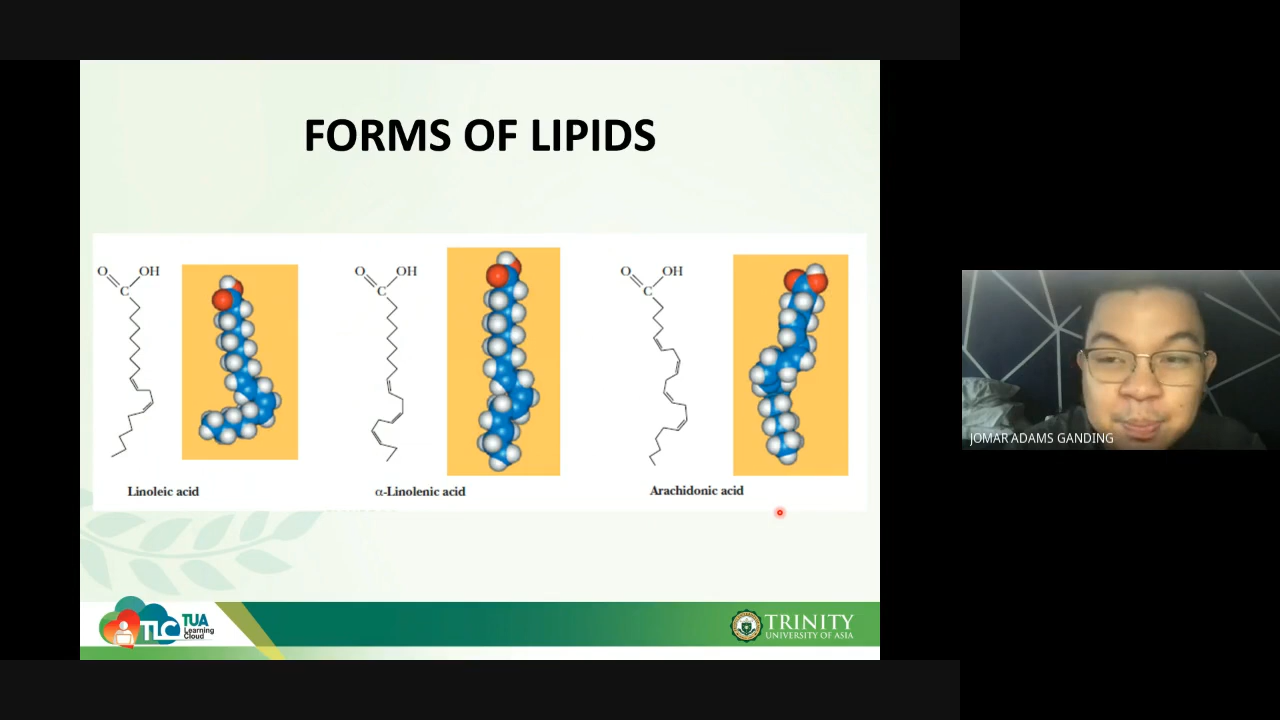 FORMS OF LIPIDS
O OH
C
O OH
C
O OH
C
Linoleic acid
α-Linolenic acid
Arachidonic acid
JOMAR ADAMS GANDING
TLC TUA
Learning
Cloud
TRINITY
UNIVERSITY OF ASIA